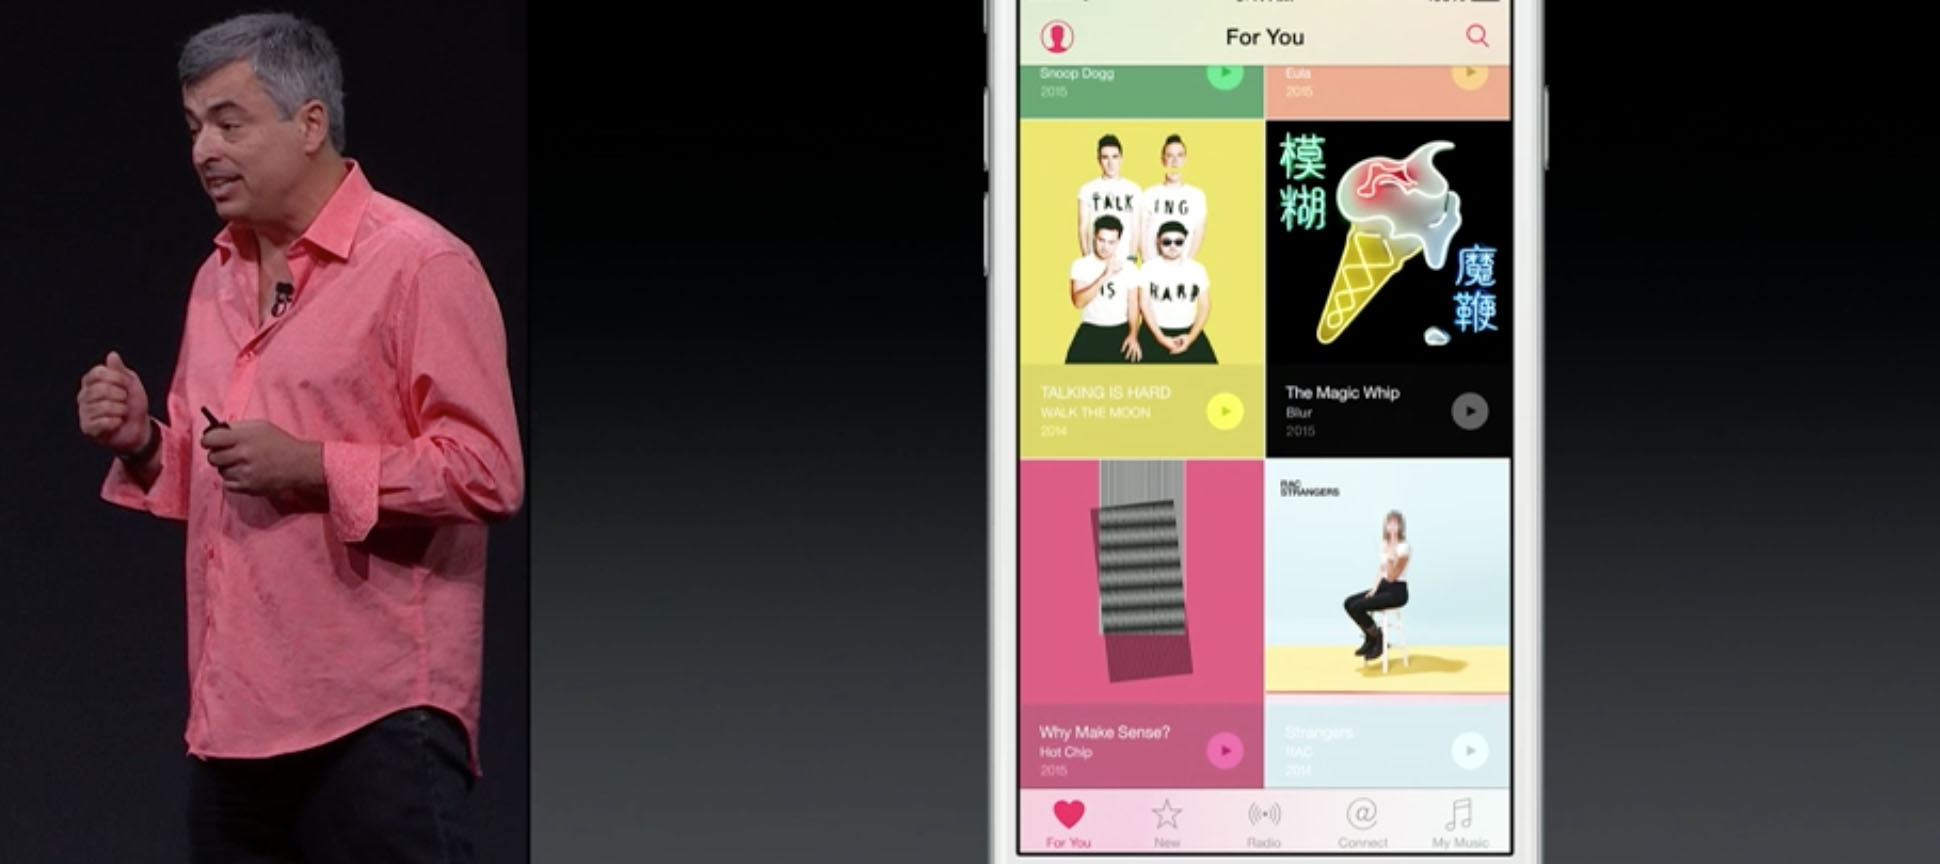 For You
Snoop Dogg
2015
Eula
2015
TALK
ING
IS
HARD
模
糊
魔
鞭
TALKING IS HARD
WALK THE MOON
2014
The Magic Whip
Blur
2015
RAC
STRANGERS
Why Make Sense?
Hot Chip
2015
Strangers
RAC
2014
For You
New
Radio
@
Connect
My Music